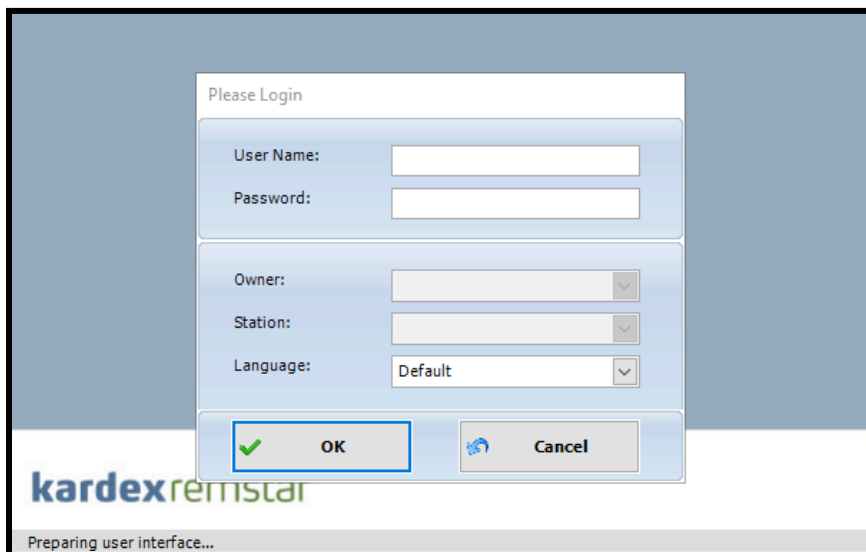 Please Login
User Name:
Password:
Owner:
Station:
Language: Default
OK Cancel
kardexremstar
Preparing user interface...